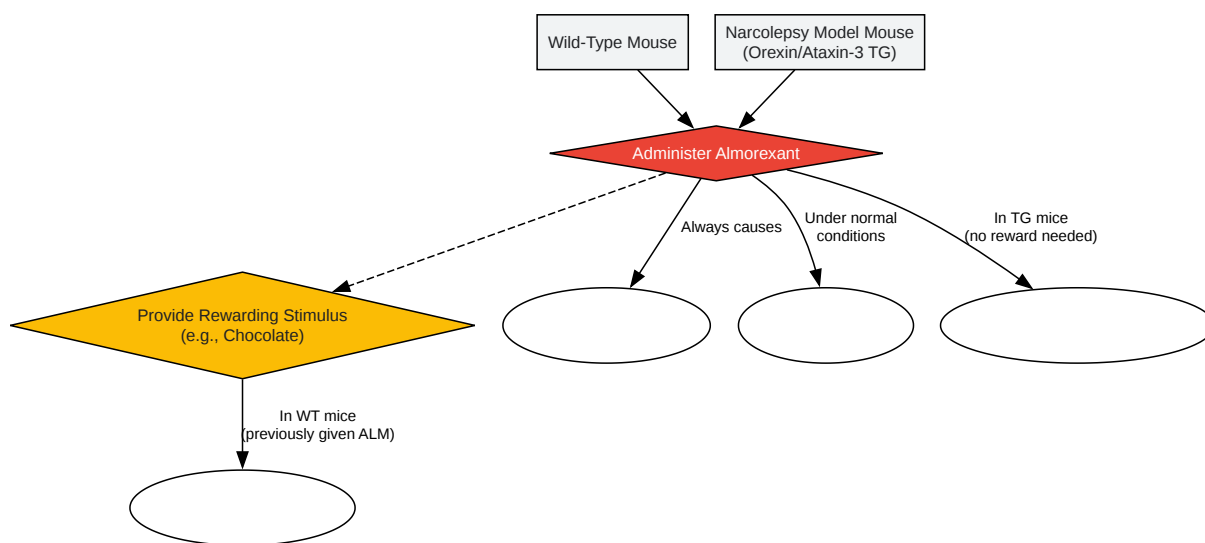 Wild-Type Mouse
Narcolepsy Model Mouse
(Orexin/Ataxin-3 TG)
Administer Almorexant
Always causes
Under normal
conditions
In TG mice
(no reward needed)
Provide Rewarding Stimulus
(e.g., Chocolate)
In WT mice
(previously given ALM)